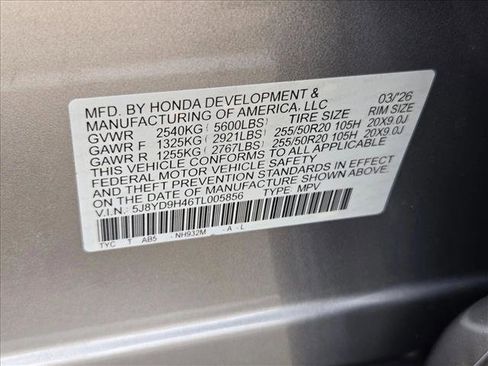 MFD. BY HONDA DEVELOPMENT & 03/'26
MANUFACTURING OF AMERICA, LLC
GVWR 2540KG (5600LBS) TIRE SIZE RIM SIZE
GAWR F 1325KG (2921LBS) 255/50R20 105H 20X9.0J
GAWR R 1255KG (2767LBS) 255/50R20 105H 20X9.0J
THIS VEHICLE CONFORMS TO ALL APPLICABLE
FEDERAL MOTOR VEHICLE SAFETY
AND THEFT PREVENTION STANDARDS IN EFFECT
ON THE DATE OF MANUFACTURE SHOWN ABOVE.
V.I.N.: 5J8YD9H46TL005856 TYPE: MPV
TYC T AB5 - NH932M - A - L